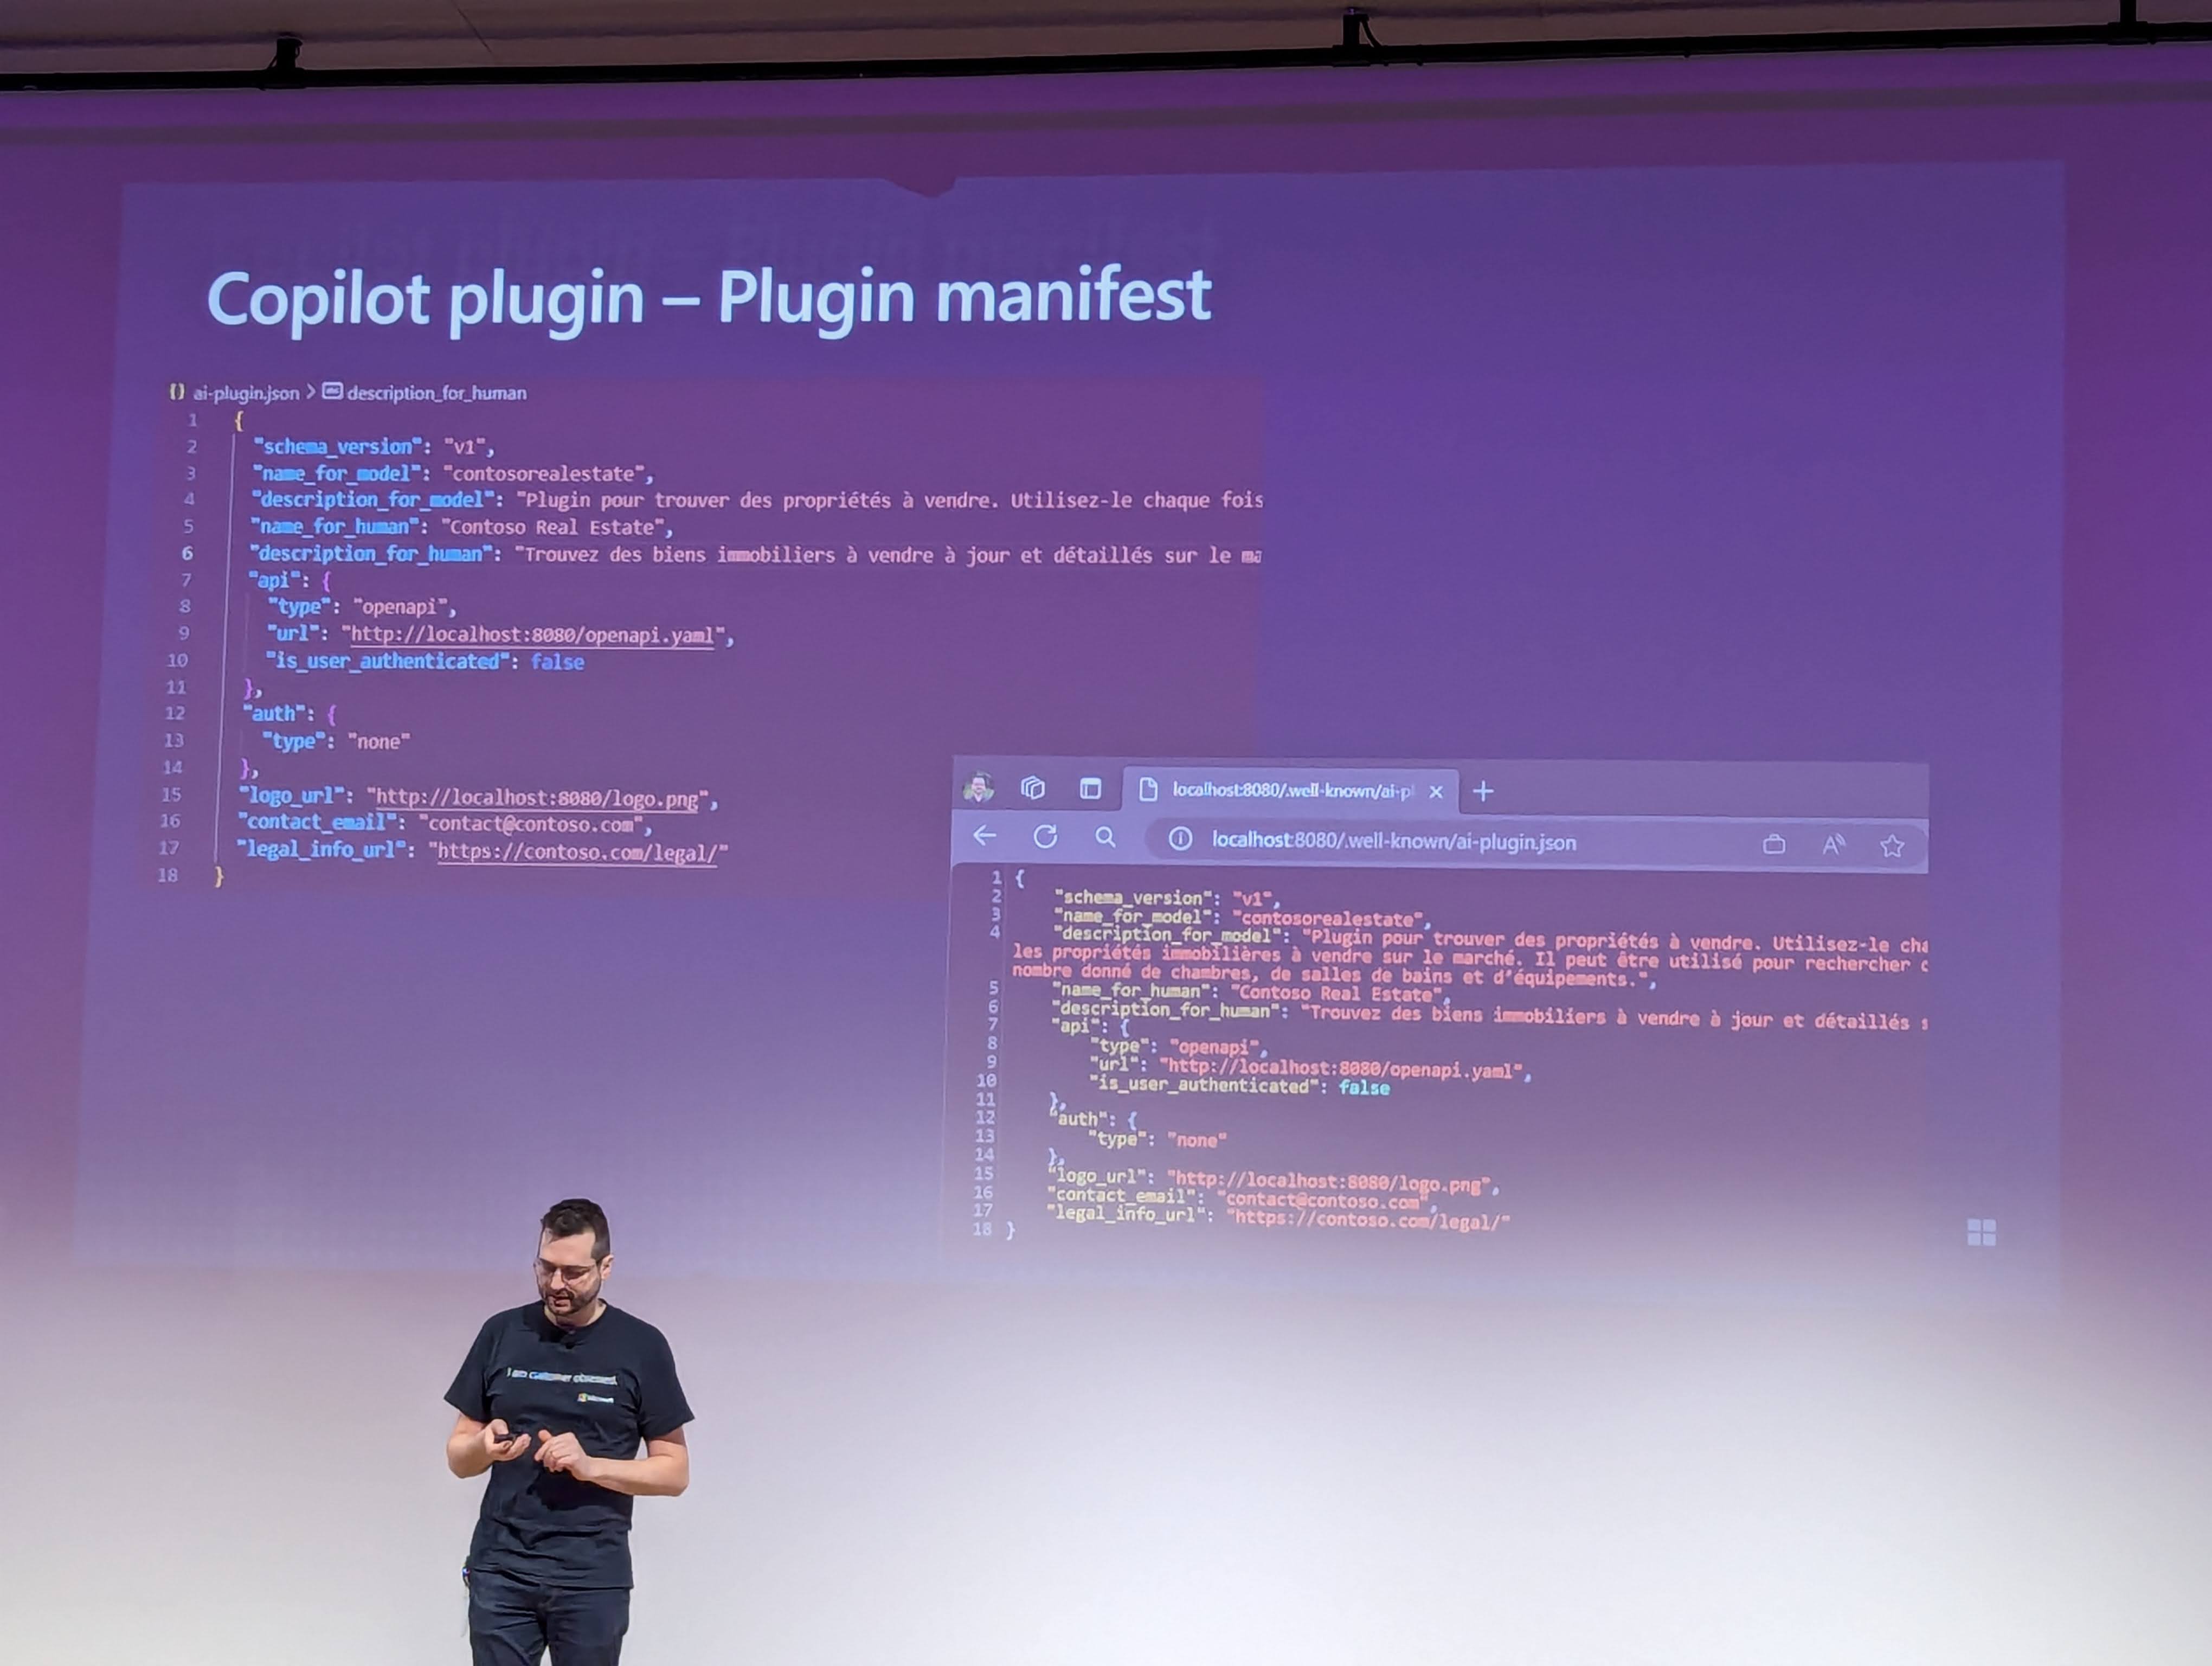 Copilot plugin – Plugin manifest
{} ai-plugin.json > abc description_for_human
1 {
2 "schema_version": "v1",
3 "name_for_model": "contosorealestate",
4 "description_for_model": "Plugin pour trouver des propriétés à vendre. Utilisez-le chaque fois
5 "name_for_human": "Contoso Real Estate",
6 "description_for_human": "Trouvez des biens immobiliers à vendre à jour et détaillés sur le ma
7 "api": {
8 "type": "openapi",
9 "url": "http://localhost:8080/openapi.yaml",
10 "is_user_authenticated": false
11 },
12 "auth": {
13 "type": "none"
14 },
15 "logo_url": "http://localhost:8080/logo.png",
16 "contact_email": "contact@contoso.com",
17 "legal_info_url": "https://contoso.com/legal/"
18 }
localhost:8080/.well-known/ai-pl
localhost:8080/.well-known/ai-plugin.json
1 {
2 "schema_version": "v1",
3 "name_for_model": "contosorealestate",
4 "description_for_model": "Plugin pour trouver des propriétés à vendre. Utilisez-le cha
les propriétés immobilières à vendre sur le marché. Il peut être utilisé pour rechercher
nombre donné de chambres, de salles de bains et d'équipements.",
5 "name_for_human": "Contoso Real Estate",
6 "description_for_human": "Trouvez des biens immobiliers à vendre à jour et détaillés
7 "api": {
8 "type": "openapi",
9 "url": "http://localhost:8080/openapi.yaml",
10 "is_user_authenticated": false
11 },
12 "auth": {
13 "type": "none"
14 },
15 "logo_url": "http://localhost:8080/logo.png",
16 "contact_email": "contact@contoso.com",
17 "legal_info_url": "https://contoso.com/legal/"
18 }
I am customer obsessed.
Microsoft